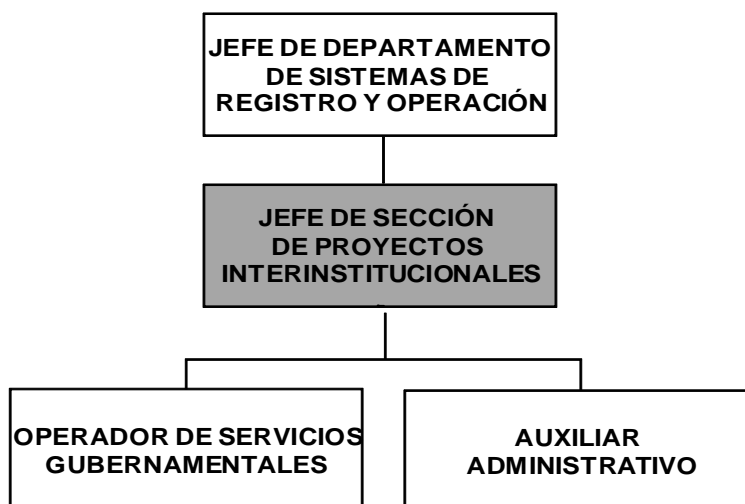 JEFE DE DEPARTAMENTO
DE SISTEMAS DE
REGISTRO Y OPERACIÓN
JEFE DE SECCIÓN
DE PROYECTOS
INTERINSTITUCIONALES
OPERADOR DE SERVICIOS
GUBERNAMENTALES
AUXILIAR
ADMINISTRATIVO